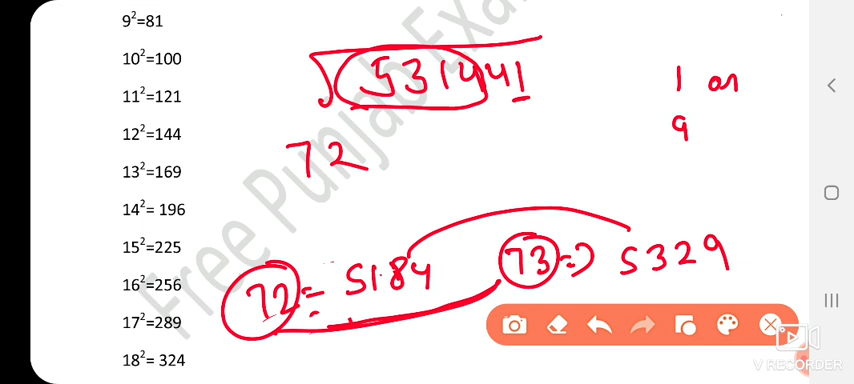 9²=81
10²=100
11²=121
12²=144
13²=169
14²= 196
15²=225
16²=256
17²=289
18²= 324
√531441
1 or
9
72
72 = 5184
73 => 5329
Free Punjab Exa
V RECORDER